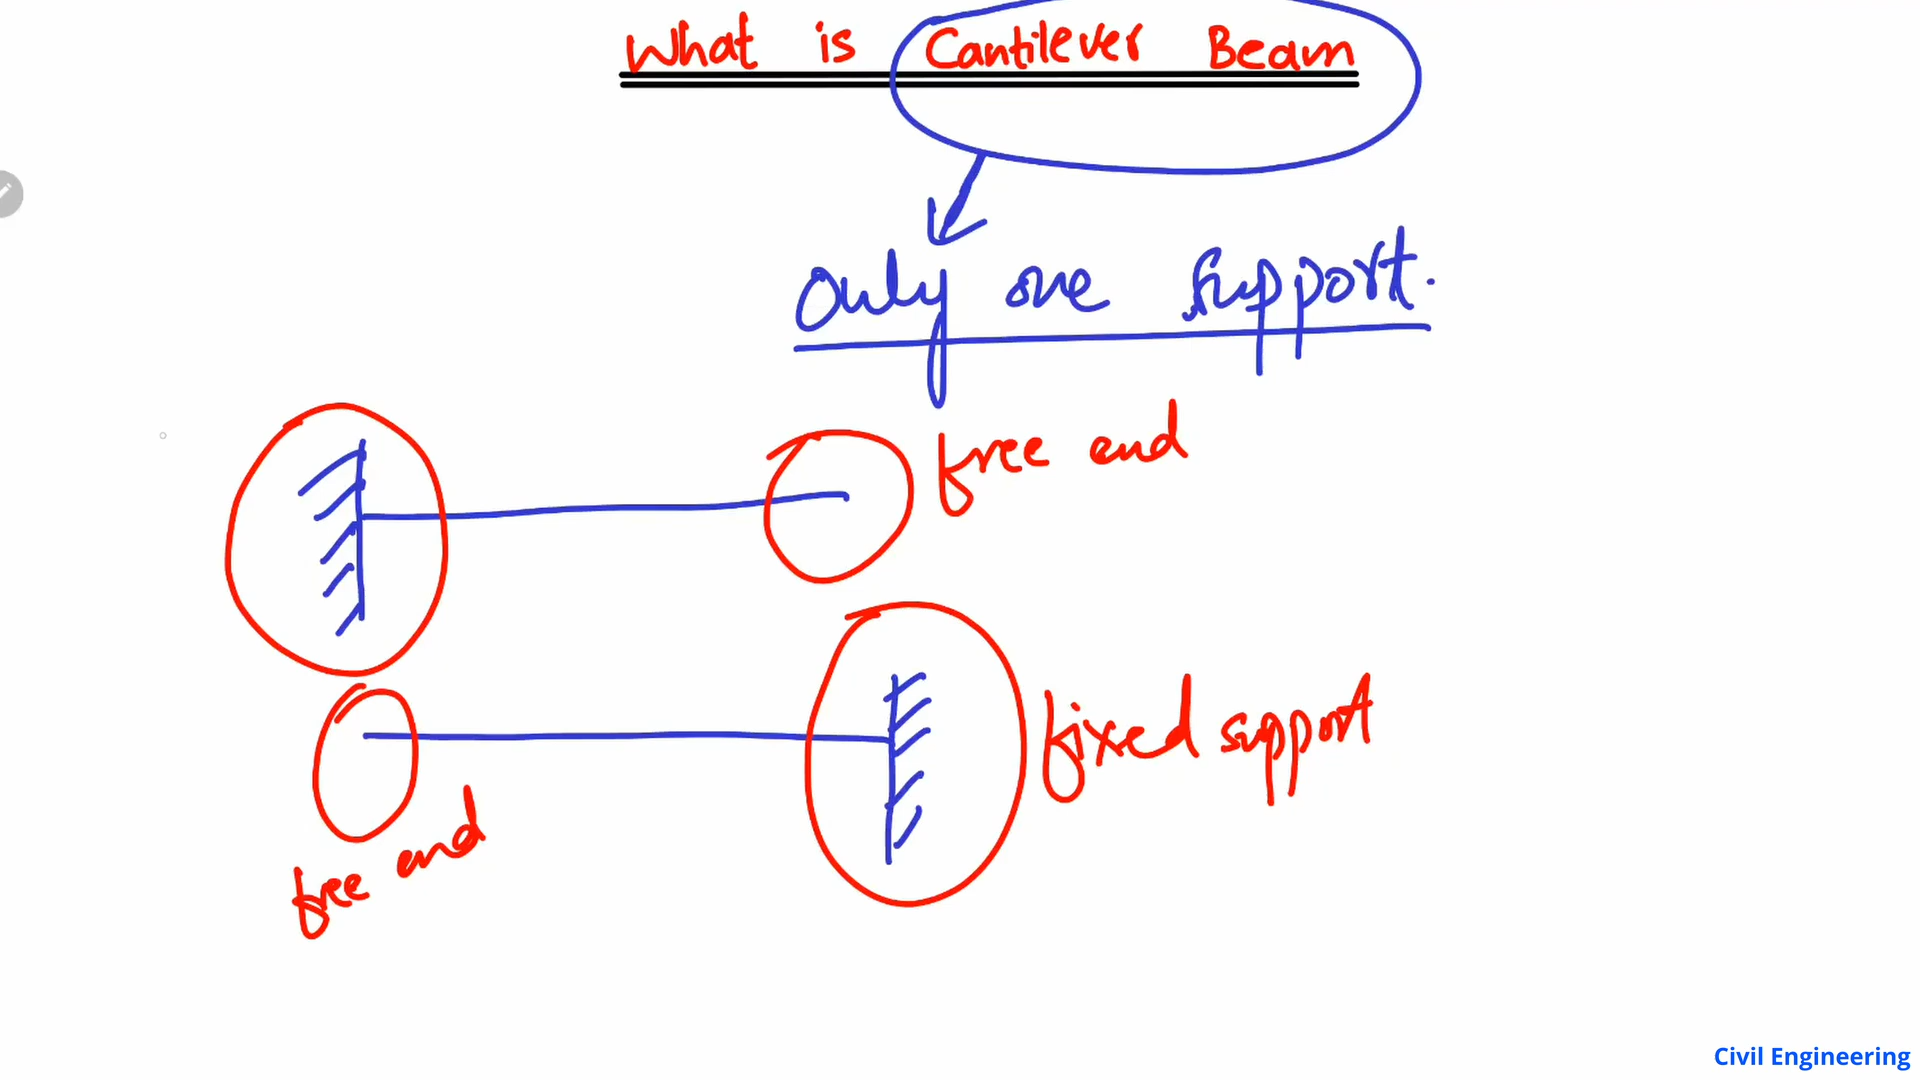 What is Cantilever Beam
Only one support.
free end
fixed support
free end
Civil Engineering